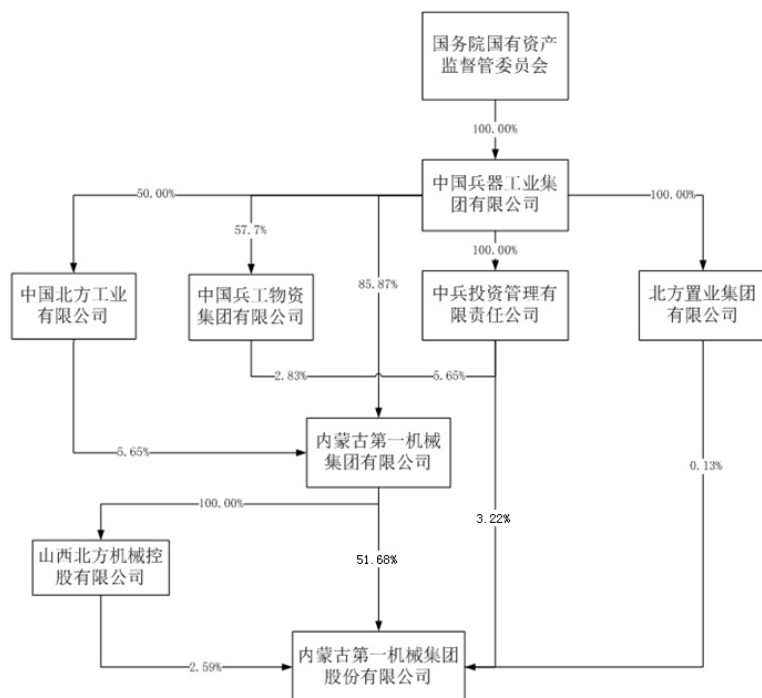 国务院国有资产
监督管委员会
100.00%
中国兵器工业集
团有限公司
50.00%
57.7%
85.87%
100.00%
100.00%
中国北方工业
有限公司
中国兵工物资
集团有限公司
中兵投资管理有
限责任公司
北方置业集团
有限公司
2.83%
5.65%
内蒙古第一机械
集团有限公司
5.65%
0.13%
100.00%
3.22%
山西北方机械控
股有限公司
51.68%
2.59%
内蒙古第一机械集团
股份有限公司